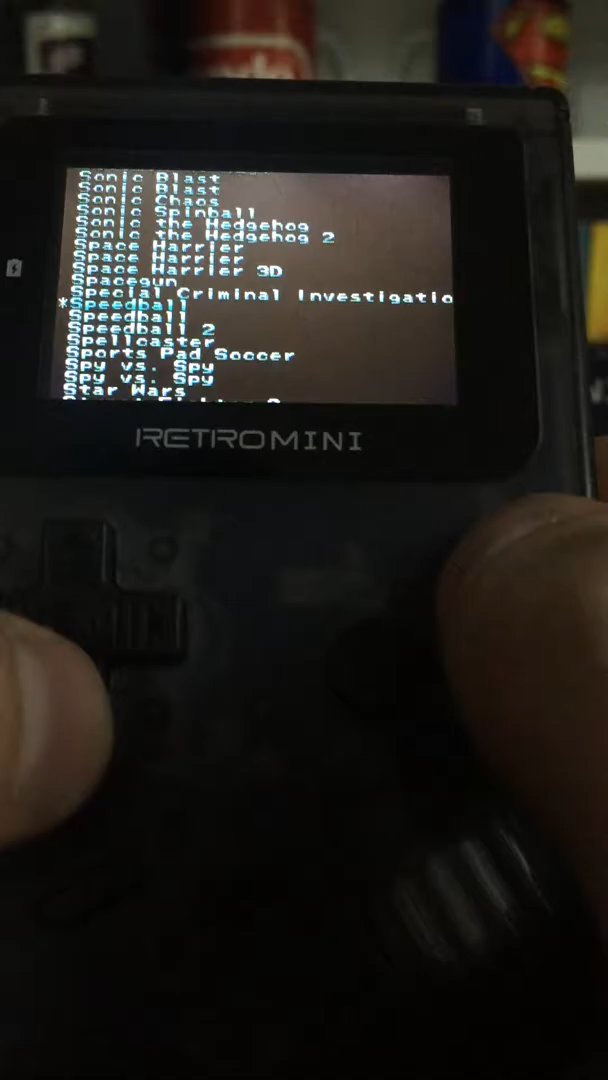 Sonic Blast
Sonic Blast
Sonic Chaos
Sonic Spinball
Sonic the Hedgehog
Sonic the Hedgehog 2
Space Harrier
Space Harrier
Space Harrier 3D
Spacegun
Special Criminal Investigatio
*Speedball
Speedball
Speedball 2
Spellcaster
Sports Pad Soccer
Spy vs. Spy
Spy vs. Spy
Star Wars
RETROMINI